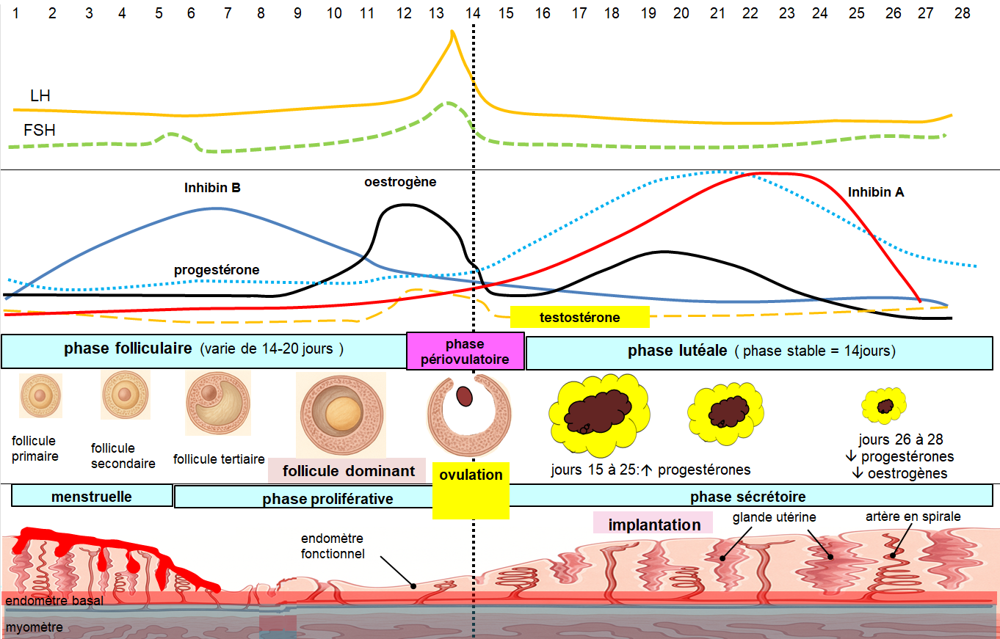 1 2 3 4 5 6 7 8 9 10 11 12 13 14 15 16 17 18 19 20 21 22 23 24 25 26 27 28
LH
FSH
Inhibin B
oestrogène
Inhibin A
progestérone
testostérone
phase folliculaire (varie de 14-20 jours )
phase
périovulatoire
phase lutéale ( phase stable = 14jours)
follicule
primaire
follicule
secondaire
follicule tertiaire
follicule dominant
ovulation
jours 15 à 25:↑ progestérones
jours 26 à 28
↓ progestérones
↓ oestrogènes
menstruelle
phase proliférative
phase sécrétoire
endomètre
fonctionnel
implantation
glande utérine
artère en spirale
endomètre basal
myomètre